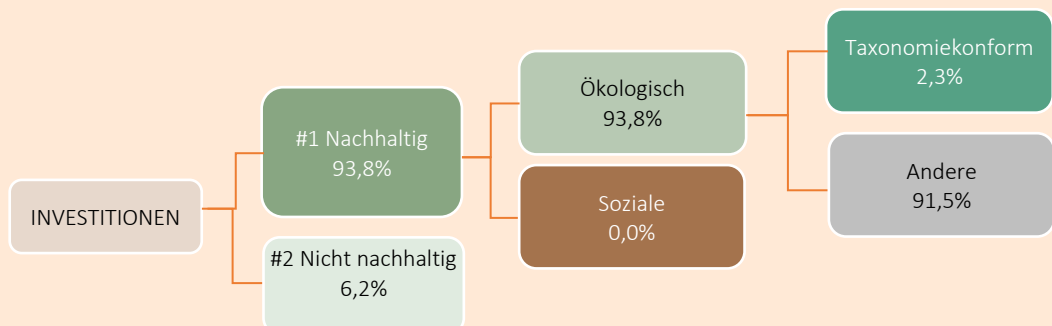 INVESTITIONEN
#1 Nachhaltig
93,8%
#2 Nicht nachhaltig
6,2%
Ökologisch
93,8%
Soziale
0,0%
Taxonomiekonform
2,3%
Andere
91,5%